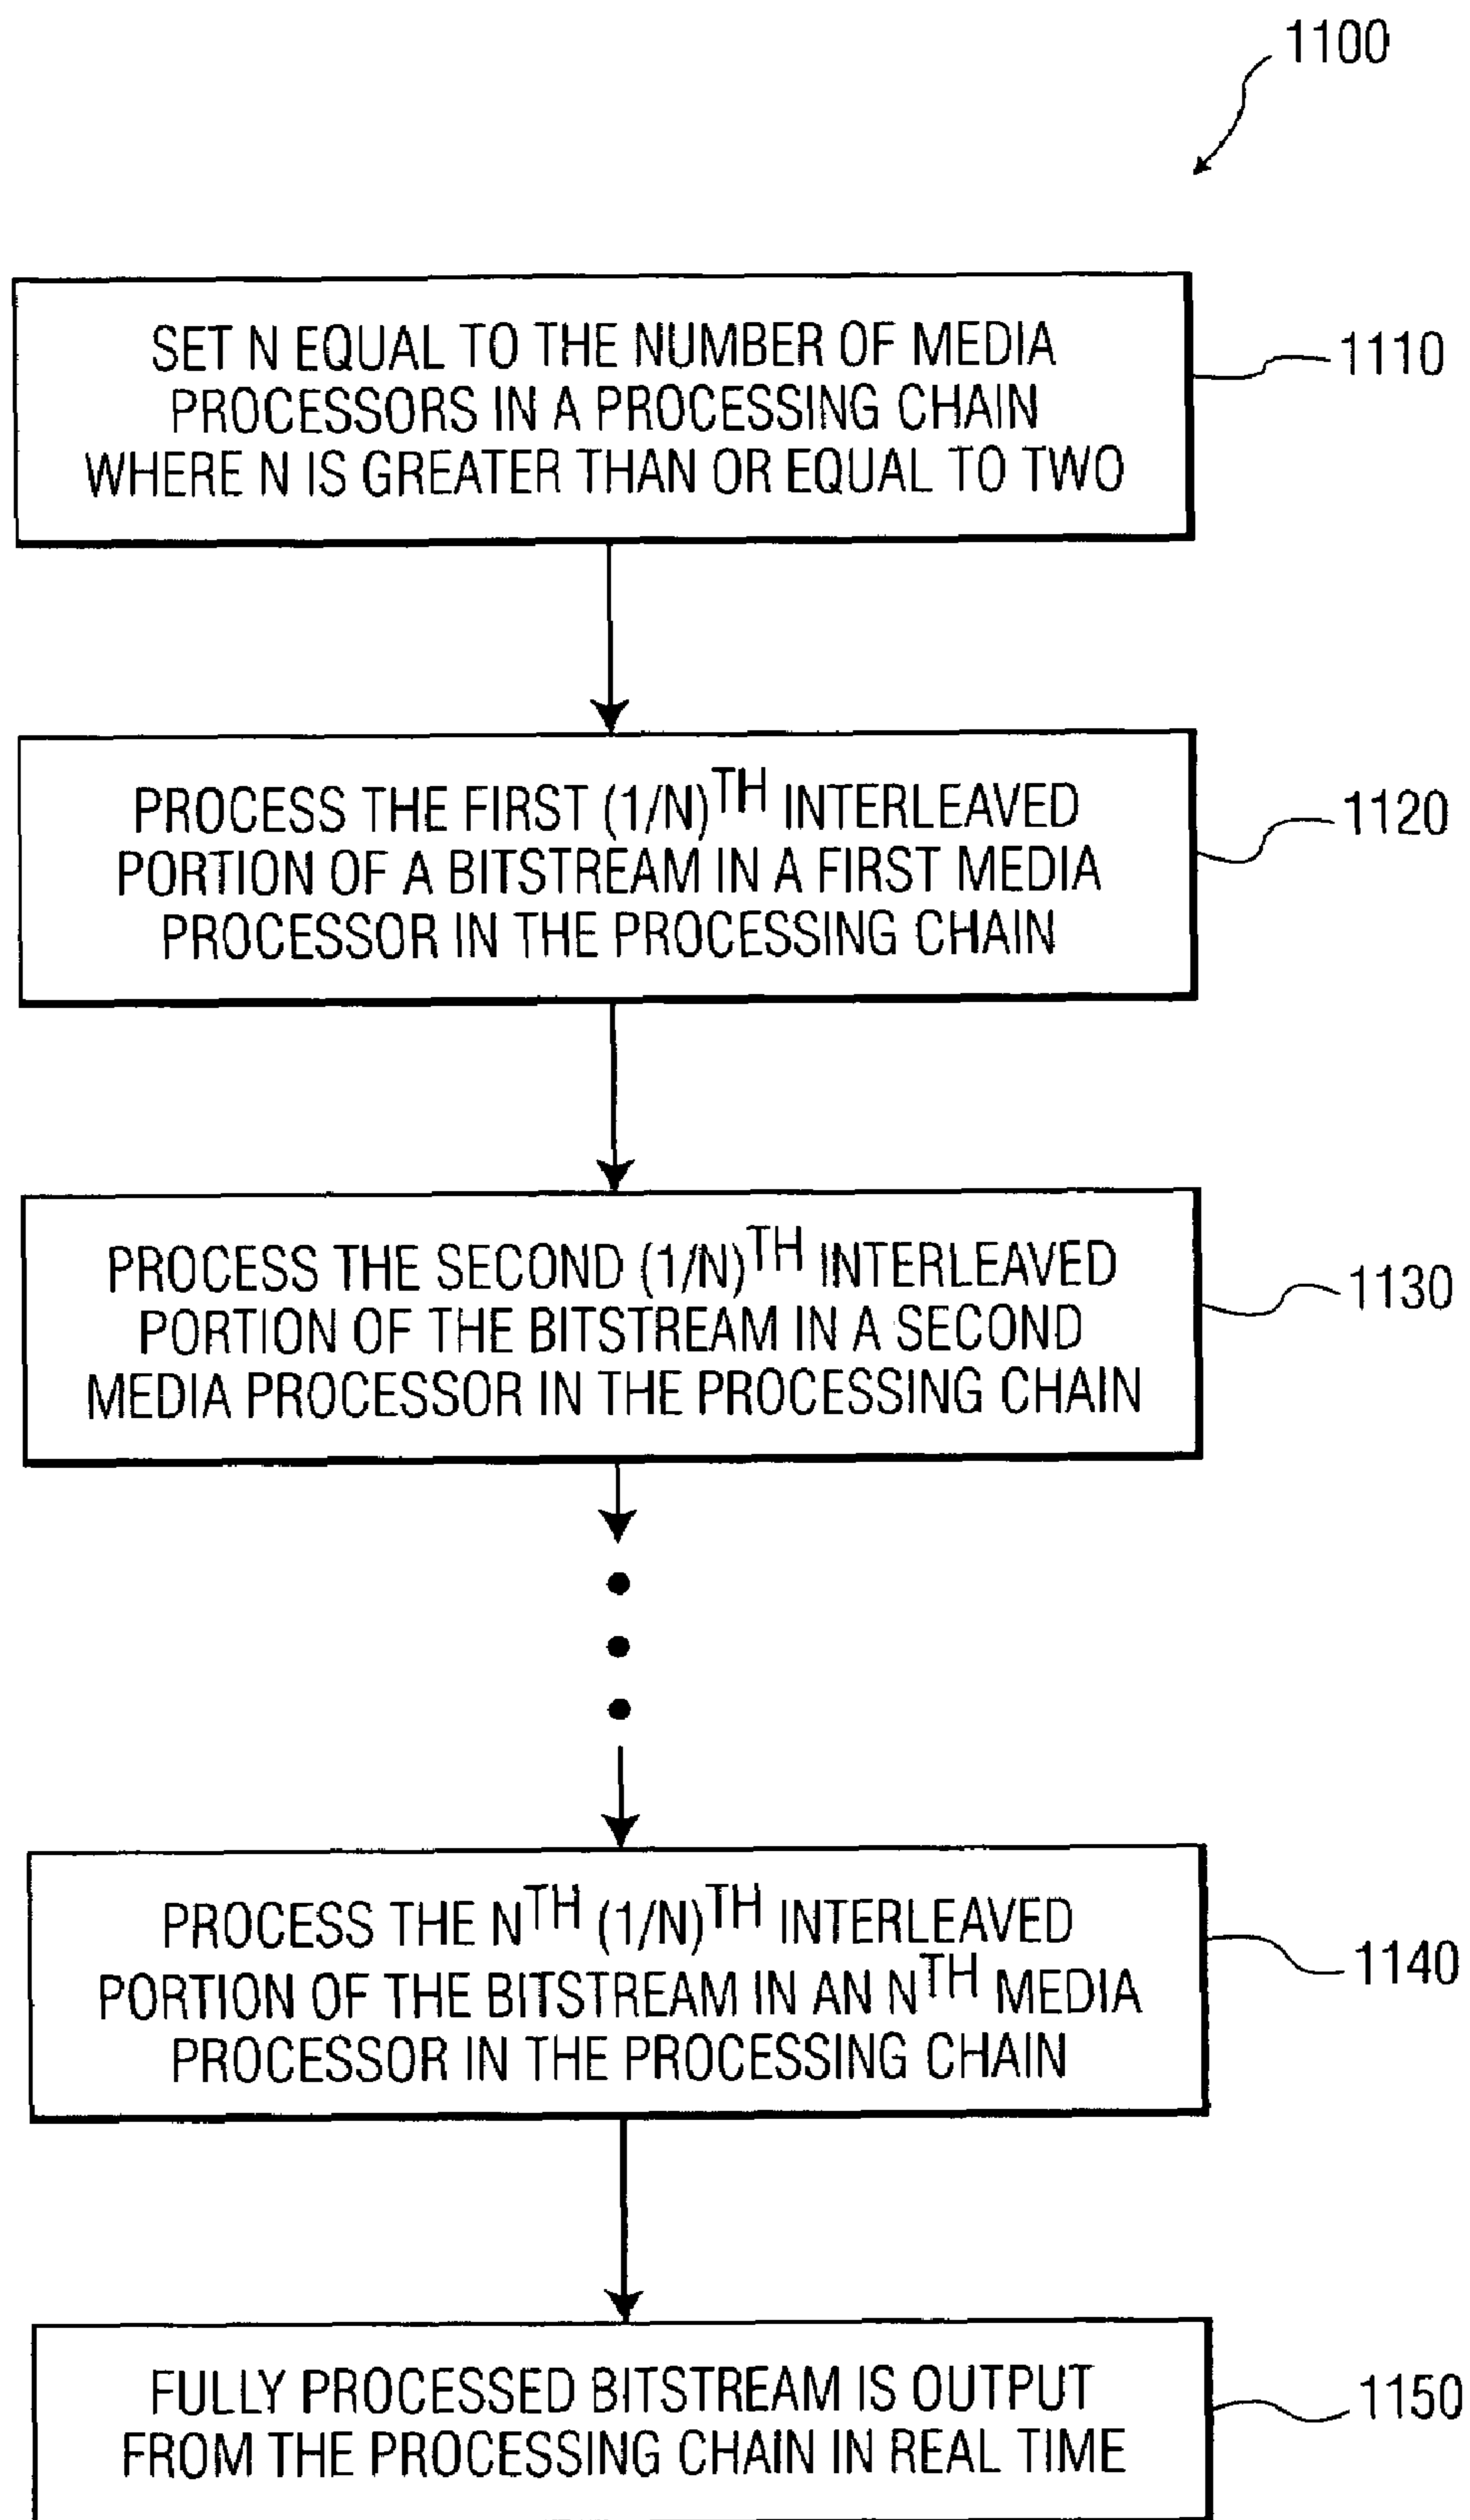 1100
SET N EQUAL TO THE NUMBER OF MEDIA
PROCESSORS IN A PROCESSING CHAIN
WHERE N IS GREATER THAN OR EQUAL TO TWO
1110
PROCESS THE FIRST (1/N)TH INTERLEAVED
PORTION OF A BITSTREAM IN A FIRST MEDIA
PROCESSOR IN THE PROCESSING CHAIN
1120
PROCESS THE SECOND (1/N)TH INTERLEAVED
PORTION OF THE BITSTREAM IN A SECOND
MEDIA PROCESSOR IN THE PROCESSING CHAIN
1130
PROCESS THE NTH (1/N)TH INTERLEAVED
PORTION OF THE BITSTREAM IN AN NTH MEDIA
PROCESSOR IN THE PROCESSING CHAIN
1140
FULLY PROCESSED BITSTREAM IS OUTPUT
FROM THE PROCESSING CHAIN IN REAL TIME
1150